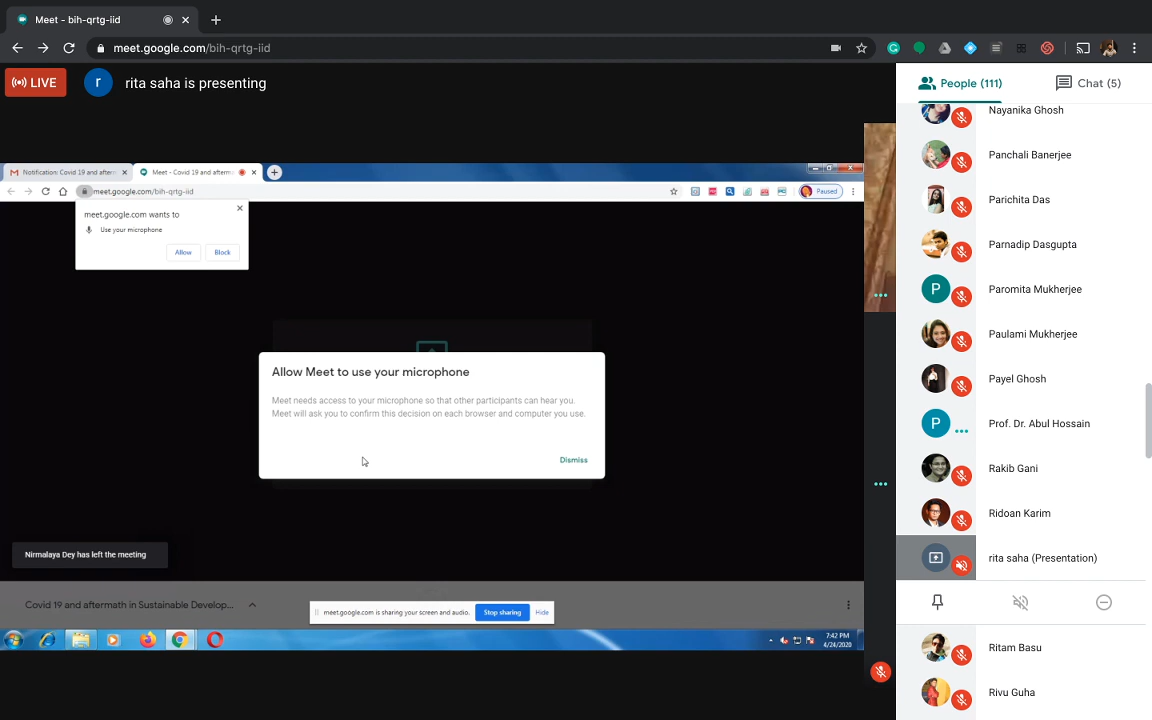 Meet - bih-qrtg-iid
meet.google.com/bih-qrtg-iid
LIVE
r
rita saha is presenting
People (111)
Chat (5)
Notification: Covid 19 and after
Meet - Covid 19 and afterm
meet.google.com/bih-qrtg-iid
Paused
meet.google.com wants to
Use your microphone
Allow
Block
Allow Meet to use your microphone
Meet needs access to your microphone so that other participants can hear you.
Meet will ask you to confirm this decision on each browser and computer you use.
Dismiss
Nirmalaya Dey has left the meeting
Covid 19 and aftermath in Sustainable Develop...
meet.google.com is sharing your screen and audio.
Stop sharing
Hide
7:42 PM
4/24/2020
Nayanika Ghosh
Panchali Banerjee
Parichita Das
Parnadip Dasgupta
P
Paromita Mukherjee
Paulami Mukherjee
Payel Ghosh
P
Prof. Dr. Abul Hossain
Rakib Gani
Ridoan Karim
rita saha (Presentation)
Ritam Basu
Rivu Guha